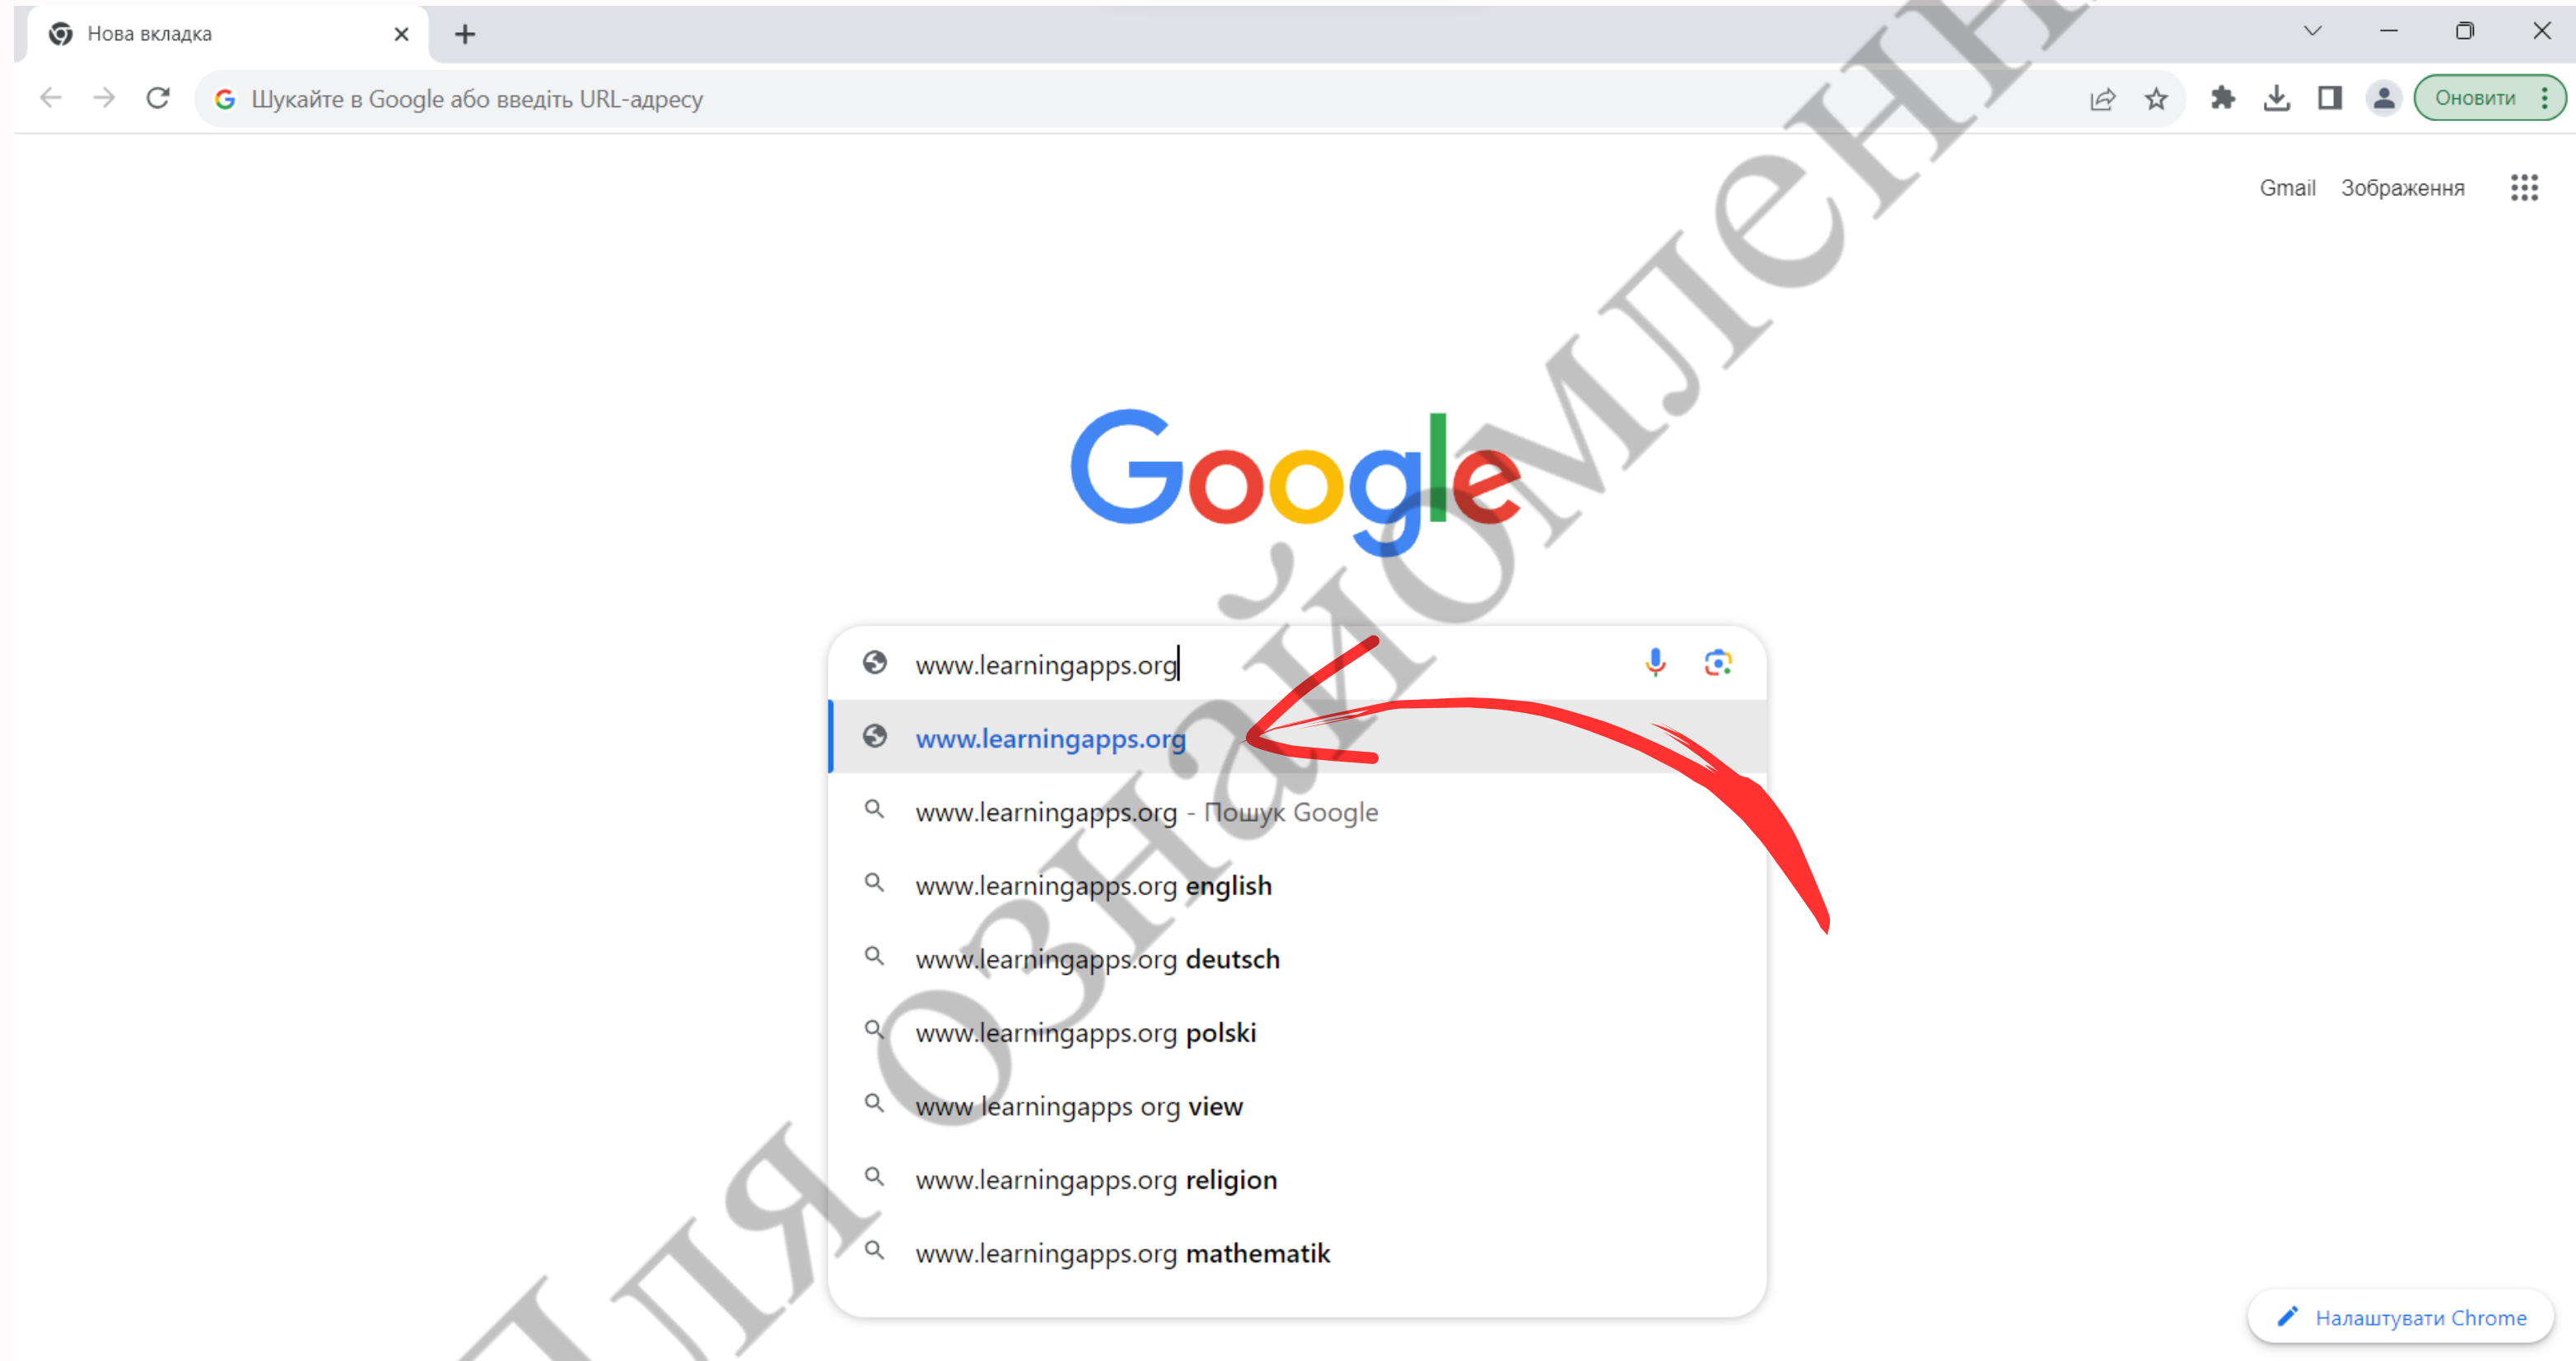 Нова вкладка
Шукайте в Google або введіть URL-адресу
Оновити
Gmail Зображення
Google
www.learningapps.org
www.learningapps.org
www.learningapps.org - Пошук Google
www.learningapps.org english
www.learningapps.org deutsch
www.learningapps.org polski
www learningapps org view
www.learningapps.org religion
www.learningapps.org mathematik
Налаштувати Chrome